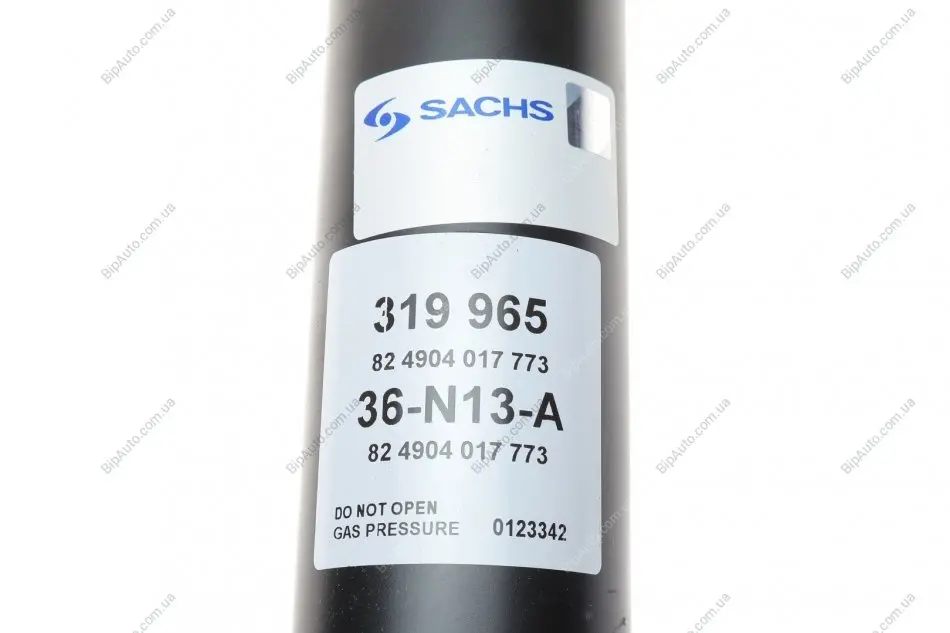 SACHS
319 965
82 4904 017 773
36-N13-A
82 4904 017 773
DO NOT OPEN
GAS PRESSURE 0123342
BipAuto.com.ua